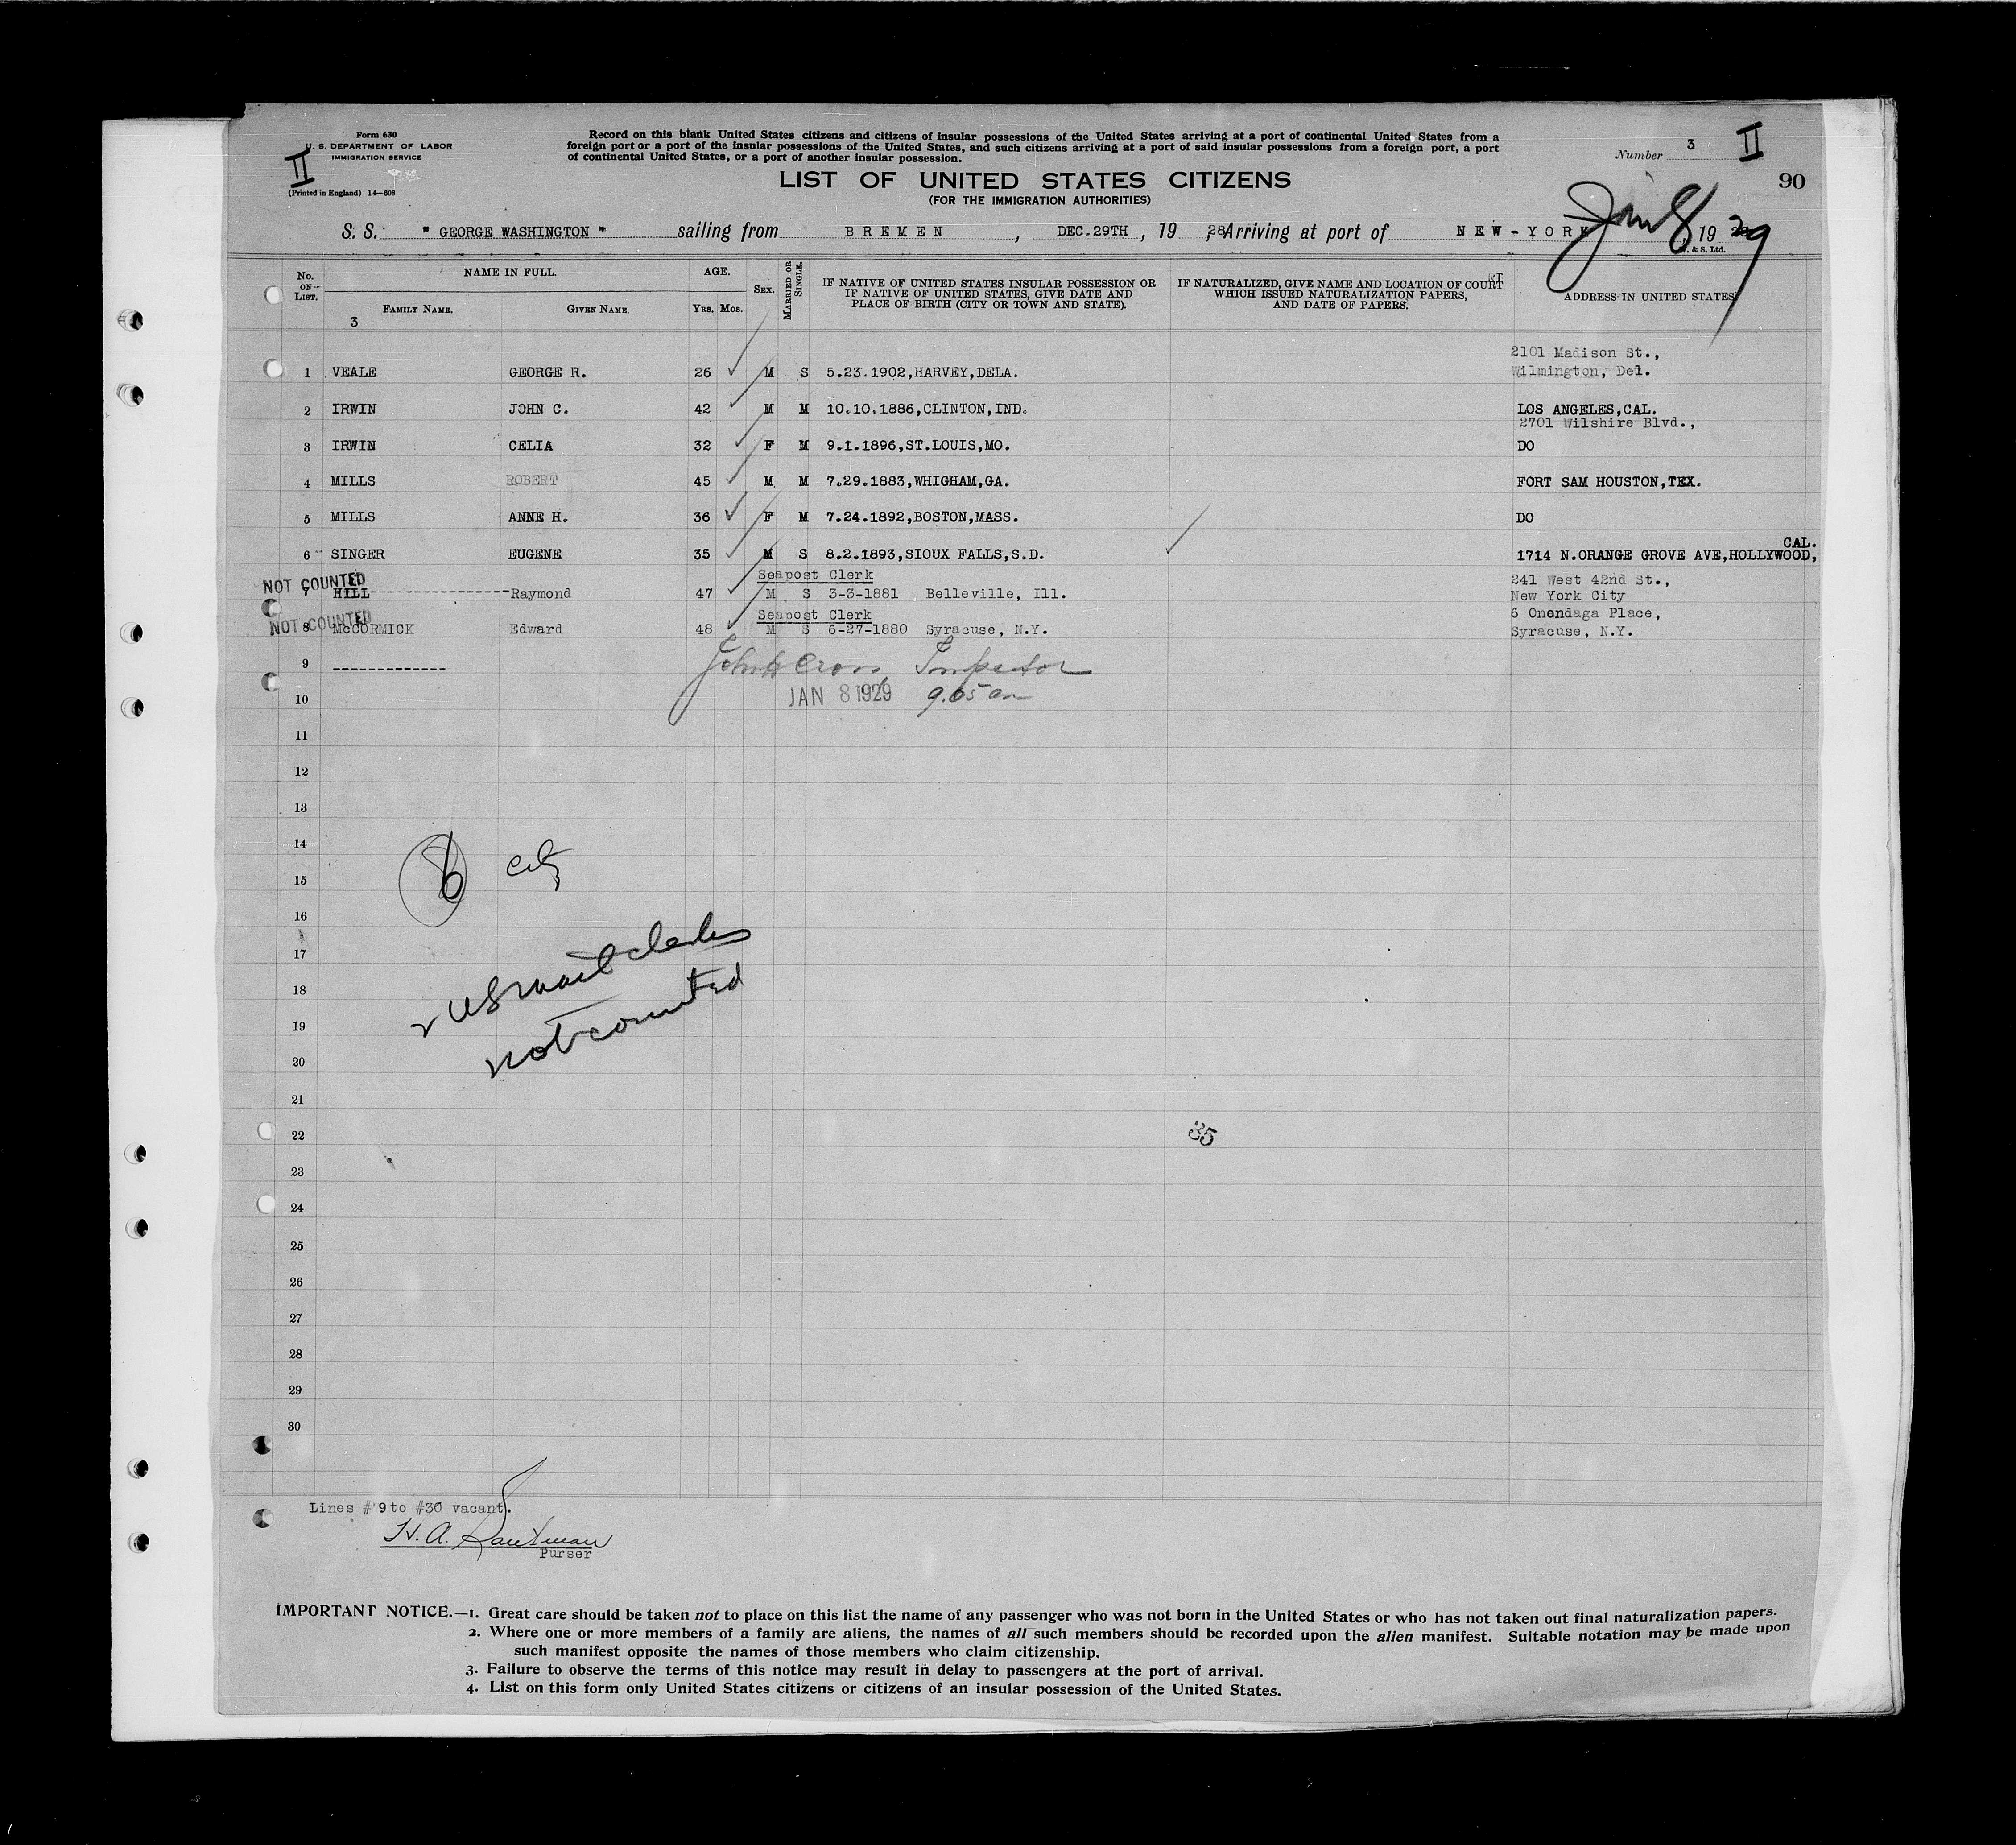 Form 630
U. S. DEPARTMENT OF LABOR
IMMIGRATION SERVICE
II
(Printed in England) 14—608
Record on this blank United States citizens and citizens of insular possessions of the United States arriving at a port of continental United States from a
foreign port or a port of the insular possessions of the United States, and such citizens arriving at a port of said insular possessions from a foreign port, a port
of continental United States, or a port of another insular possession.
Number 3 II
LIST OF UNITED STATES CITIZENS
90
(FOR THE IMMIGRATION AUTHORITIES)
S. S. " GEORGE WASHINGTON " sailing from BREMEN, DEC.29TH, 1928 Arriving at port of NEW-YORK Jan 8, 1929
& S. Ltd.
No. ON LIST. NAME IN FULL. AGE. SEX. MARRIED OR SINGLE. IF NATIVE OF UNITED STATES INSULAR POSSESSION OR IF NATIVE OF UNITED STATES, GIVE DATE AND PLACE OF BIRTH (CITY OR TOWN AND STATE). IF NATURALIZED, GIVE NAME AND LOCATION OF COURT WHICH ISSUED NATURALIZATION PAPERS, AND DATE OF PAPERS. ADDRESS IN UNITED STATES
FAMILY NAME. GIVEN NAME. YRS. MOS.
3
2101 Madison St.,
1 VEALE GEORGE R. 26 M S 5.23.1902,HARVEY,DELA. Wilmington, Del.
2 IRWIN JOHN C. 42 M M 10.10.1886,CLINTON,IND. LOS ANGELES,CAL.
2701 Wilshire Blvd.,
3 IRWIN CELIA 32 F M 9.1.1896,ST.LOUIS,MO. DO
4 MILLS ROBERT 45 M M 7.29.1883,WHIGHAM,GA. FORT SAM HOUSTON,TEX.
5 MILLS ANNE H. 36 F M 7.24.1892,BOSTON,MASS. DO
CAL.
6 SINGER EUGENE 35 M S 8.2.1893,SIOUX FALLS,S.D. 1714 N.ORANGE GROVE AVE,HOLLYWOOD,
NOT COUNTED Seapost Clerk 241 West 42nd St.,
7 HILL Raymond 47 M S 3-3-1881 Belleville, Ill. New York City
NOT COUNTED Seapost Clerk 6 Onondaga Place,
8 McCORMICK Edward 48 M S 6-27-1880 Syracuse, N.Y. Syracuse, N.Y.
9 Inspector
10 JAN 8 1929 9.05 am
11
12
13
14
6
15
16
17
2 US mail clerks
18
19
not counted
20
21
22 35
23
24
25
26
27
28
29
30
Lines #9 to #30 vacant.
H. A.
Purser
IMPORTANT NOTICE.—1. Great care should be taken not to place on this list the name of any passenger who was not born in the United States or who has not taken out final naturalization papers.
2. Where one or more members of a family are aliens, the names of all such members should be recorded upon the alien manifest. Suitable notation may be made upon
such manifest opposite the names of those members who claim citizenship.
3. Failure to observe the terms of this notice may result in delay to passengers at the port of arrival.
4. List on this form only United States citizens or citizens of an insular possession of the United States.